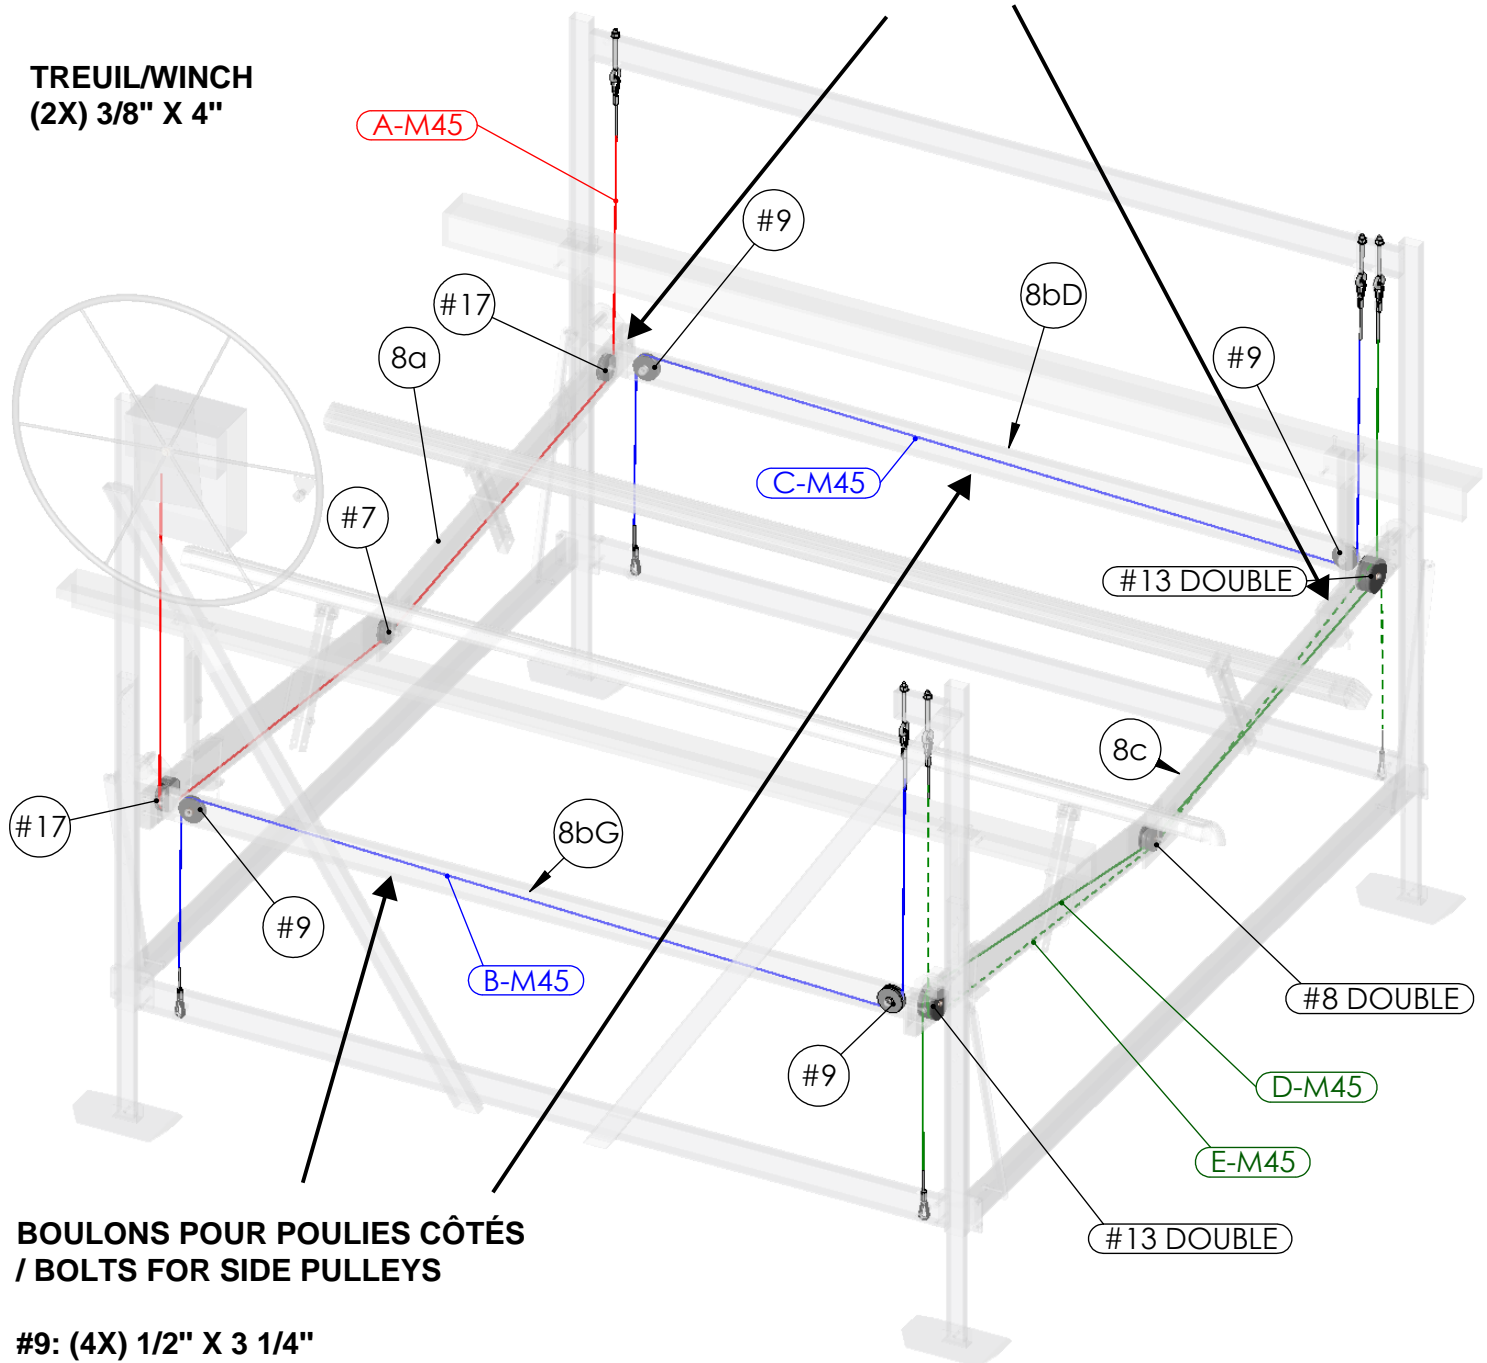 TREUIL/WINCH
(2X) 3/8" X 4"
A-M45
#9
#17
8bD
8a
#9
C-M45
#7
#13 DOUBLE
8c
#17
8bG
#9
B-M45
#8 DOUBLE
#9
D-M45
E-M45
#13 DOUBLE
BOULONS POUR POULIES CÔTÉS
/ BOLTS FOR SIDE PULLEYS
#9: (4X) 1/2" X 3 1/4"